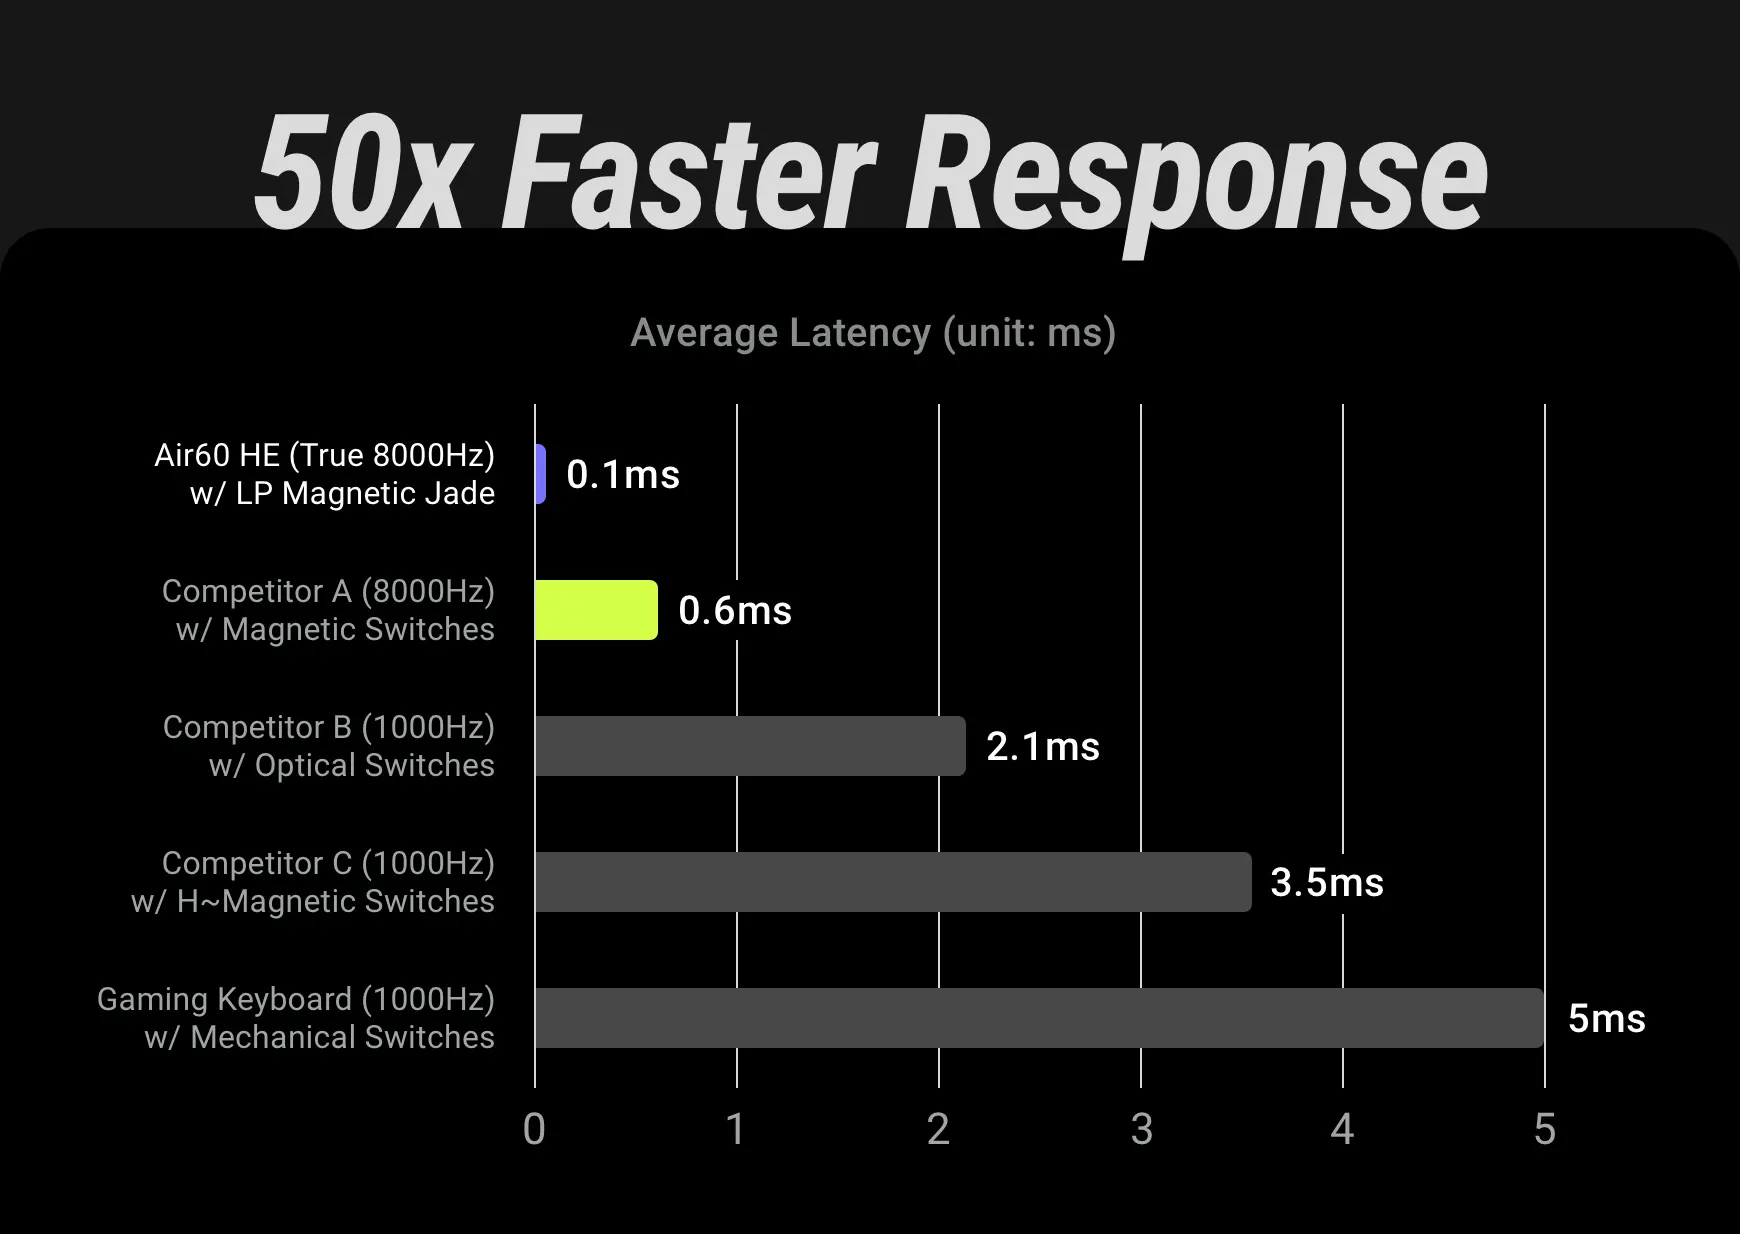 50x Faster Response
Average Latency (unit: ms)
Air60 HE (True 8000Hz)
w/ LP Magnetic Jade
0.1ms
Competitor A (8000Hz)
w/ Magnetic Switches
0.6ms
Competitor B (1000Hz)
w/ Optical Switches
2.1ms
Competitor C (1000Hz)
w/ H~Magnetic Switches
3.5ms
Gaming Keyboard (1000Hz)
w/ Mechanical Switches
5ms
0 1 2 3 4 5